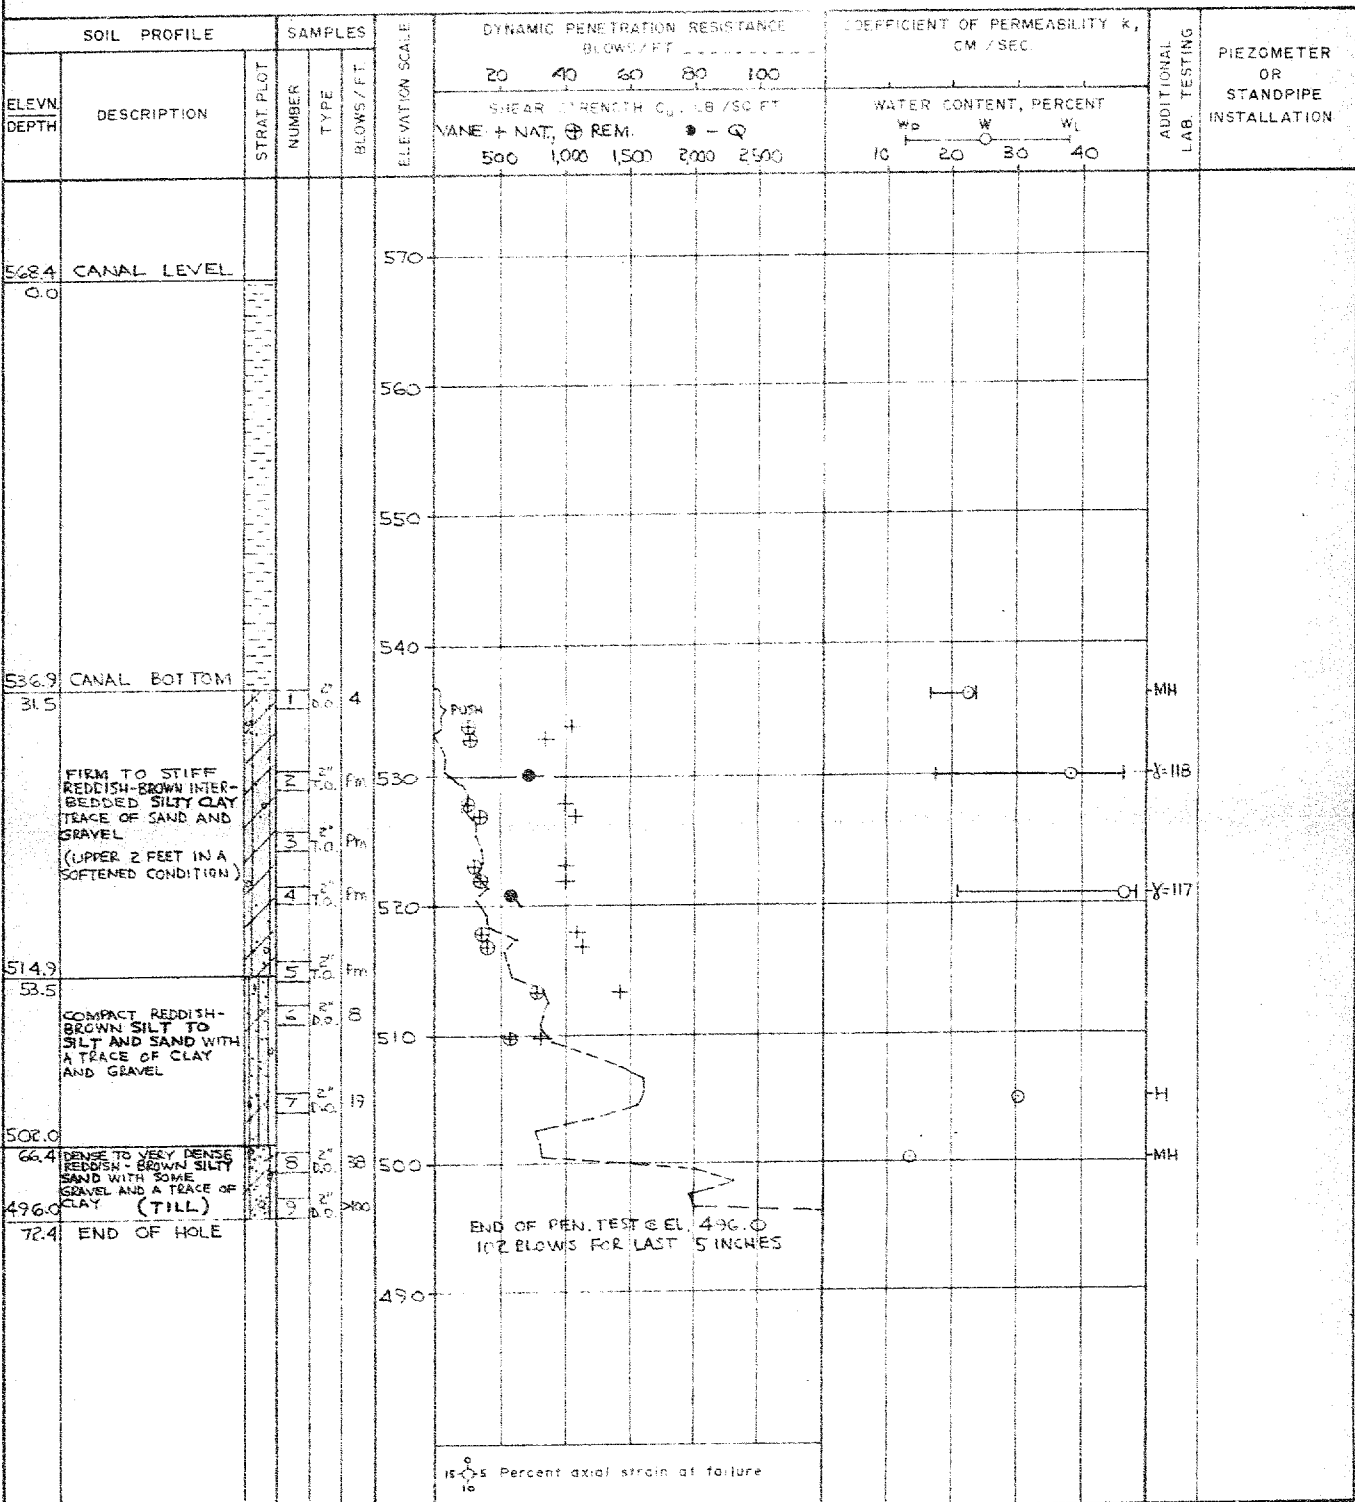 SOIL PROFILE
SAMPLES
ELEVN.
DEPTH
DESCRIPTION
STRAT. PLOT
NUMBER
TYPE
BLOWS / FT.
ELEVATION SCALE
DYNAMIC PENETRATION RESISTANCE
BLOWS / FT.
20 40 60 80 100
SHEAR STRENGTH Cu, LB./SQ.FT.
VANE + NAT., ⊕ REM. ● - Q
500 1,000 1,500 2,000 2500
COEFFICIENT OF PERMEABILITY k,
CM./SEC.
WATER CONTENT, PERCENT
Wp W WL
10 20 30 40
ADDITIONAL
LAB. TESTING
PIEZOMETER
OR
STANDPIPE
INSTALLATION
568.4 CANAL LEVEL
0.0
570
560
550
540
530
520
510
500
490
536.9 CANAL BOTTOM
31.5
1 2" D.O. 4
PUSH
MH
FIRM TO STIFF
REDDISH-BROWN INTER-
BEDDED SILTY CLAY
TRACE OF SAND AND
GRAVEL
(UPPER 2 FEET IN A
SOFTENED CONDITION)
2 2" T.O. Pm
γ=118
3 2" T.O. Pm
4 2" T.O. Pm
γ=117
5 2" T.O. Pm
514.9
53.5
COMPACT REDDISH-
BROWN SILT TO
SILT AND SAND WITH
A TRACE OF CLAY
AND GRAVEL
6 2" D.O. 8
7 2" D.O. 19
H
502.0
66.4
DENSE TO VERY DENSE
REDDISH-BROWN SILTY
SAND WITH SOME
GRAVEL AND A TRACE OF
CLAY (TILL)
8 2" D.O. 38
MH
9 2" D.O. >100
496.0
72.4 END OF HOLE
END OF PEN. TEST @ EL. 496.0
102 BLOWS FOR LAST 5 INCHES
0
15 5 Percent axial strain at failure
10